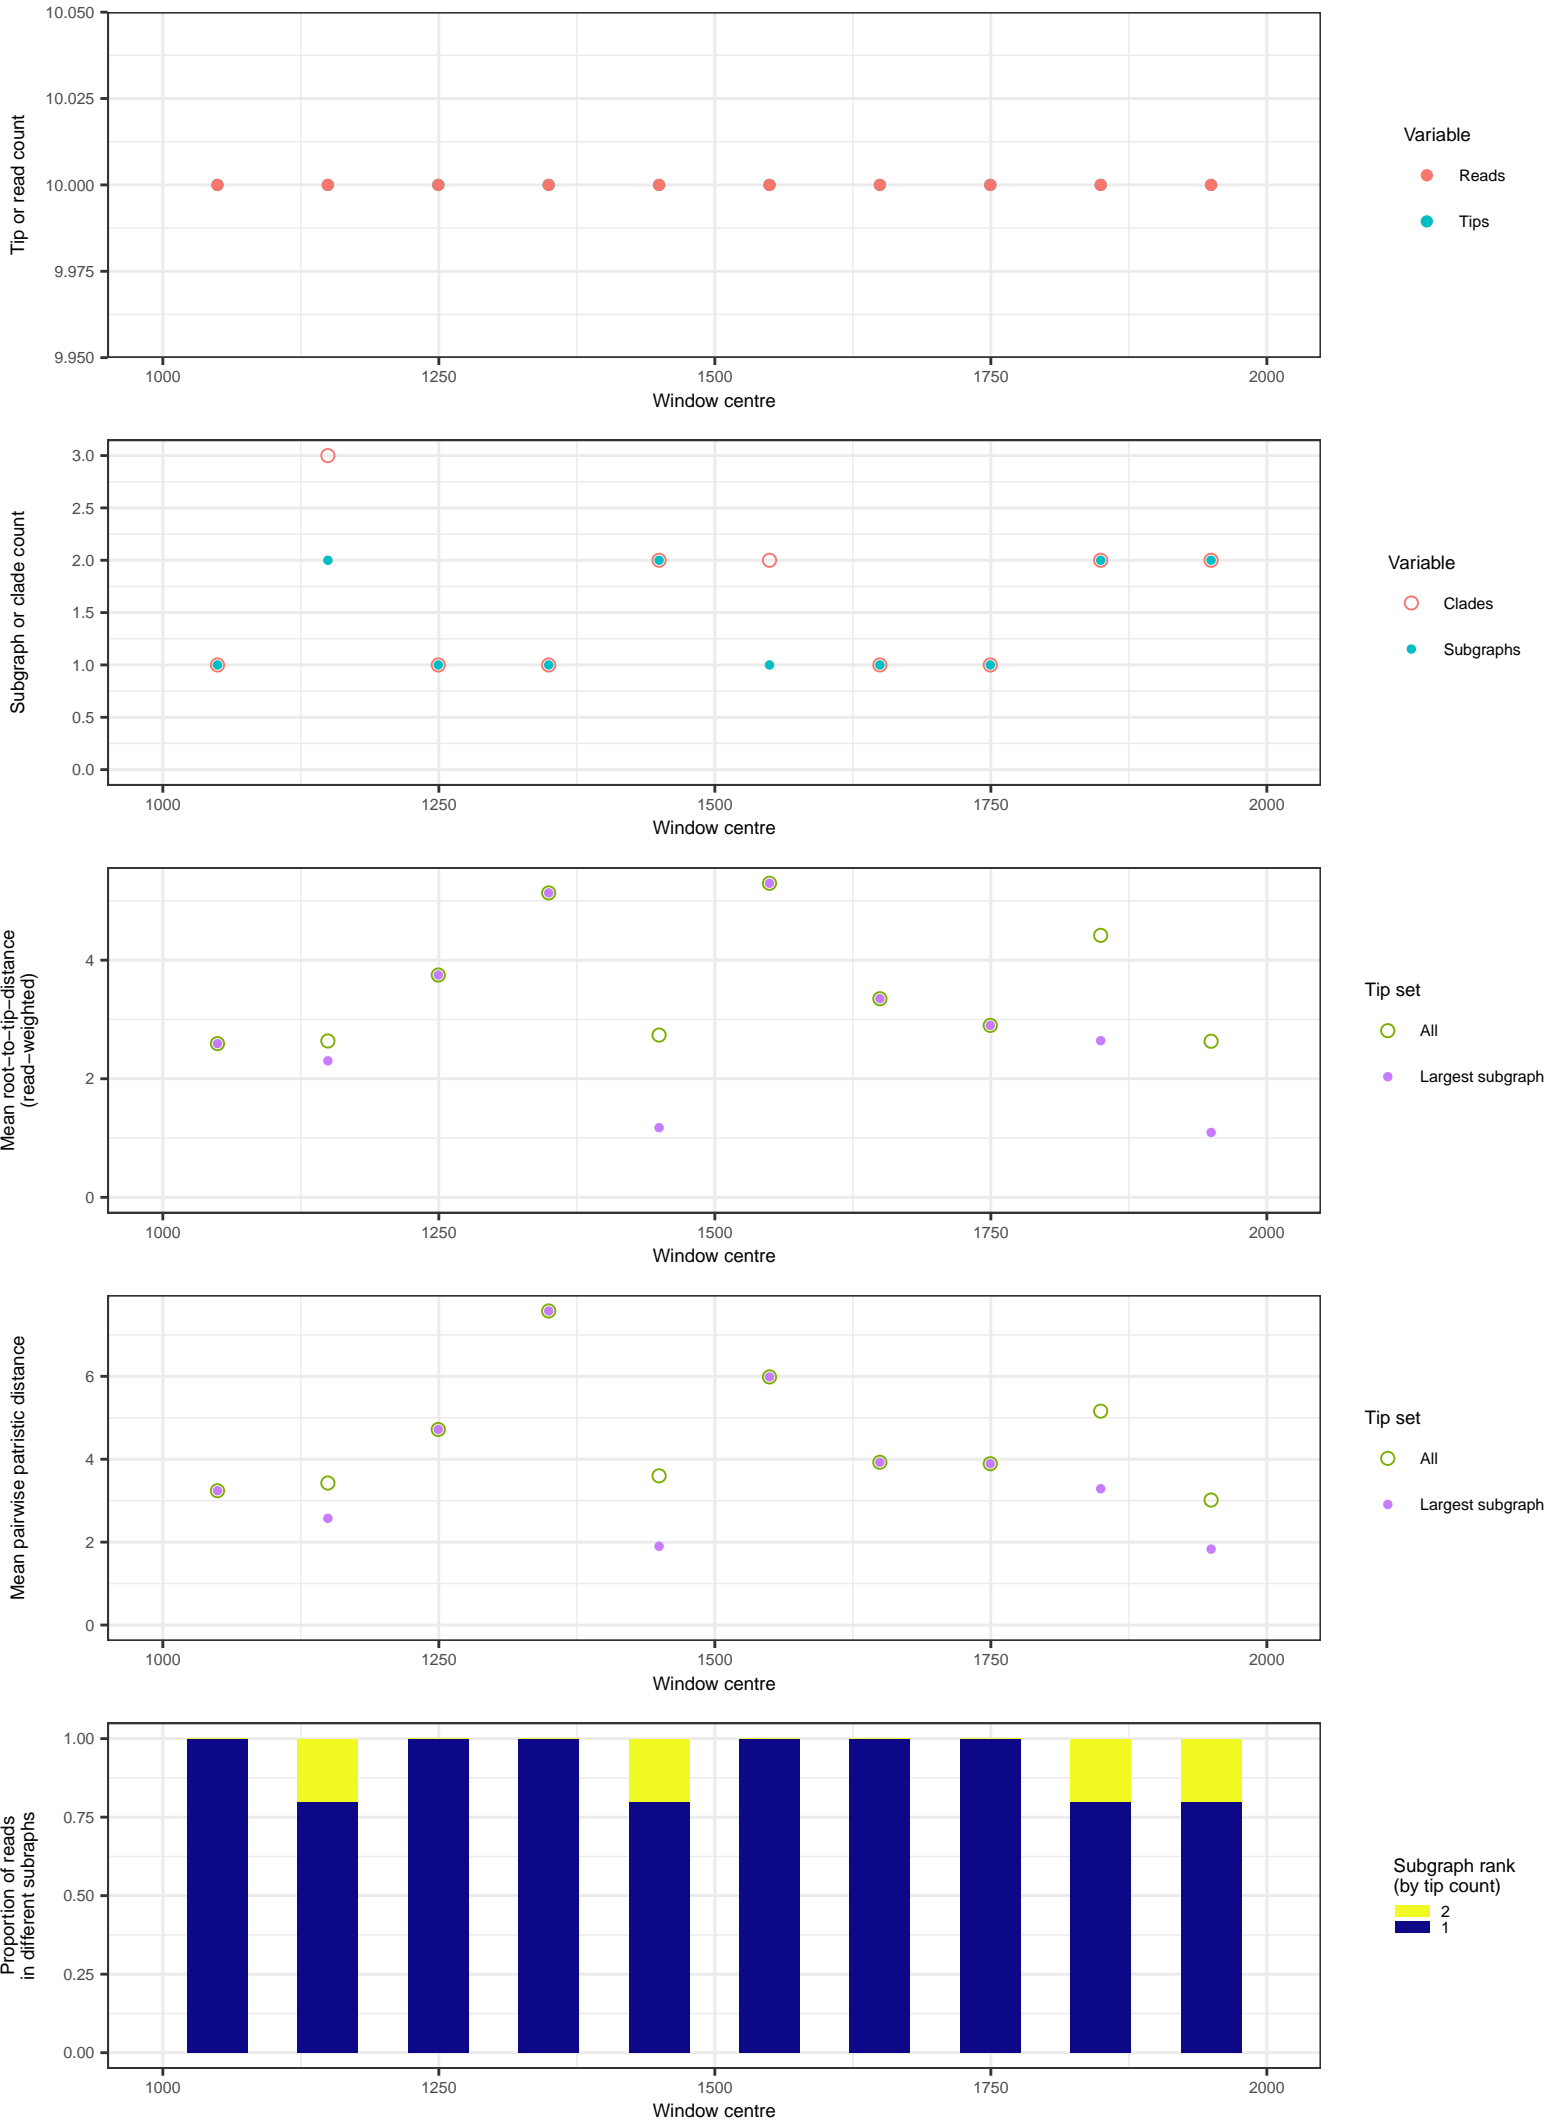 10.050
10.025
10.000
9.975
9.950
Tip or read count
1000 1250 1500 1750 2000
Window centre
Variable
Reads
Tips
3.0
2.5
2.0
1.5
1.0
0.5
0.0
Subgraph or clade count
1000 1250 1500 1750 2000
Window centre
Variable
Clades
Subgraphs
4
2
0
Mean root−to−tip−distance
(read−weighted)
1000 1250 1500 1750 2000
Window centre
Tip set
All
Largest subgraph
6
4
2
0
Mean pairwise patristic distance
1000 1250 1500 1750 2000
Window centre
Tip set
All
Largest subgraph
1.00
0.75
0.50
0.25
0.00
Proportion of reads
in different subraphs
1000 1250 1500 1750 2000
Window centre
Subgraph rank
(by tip count)
2
1